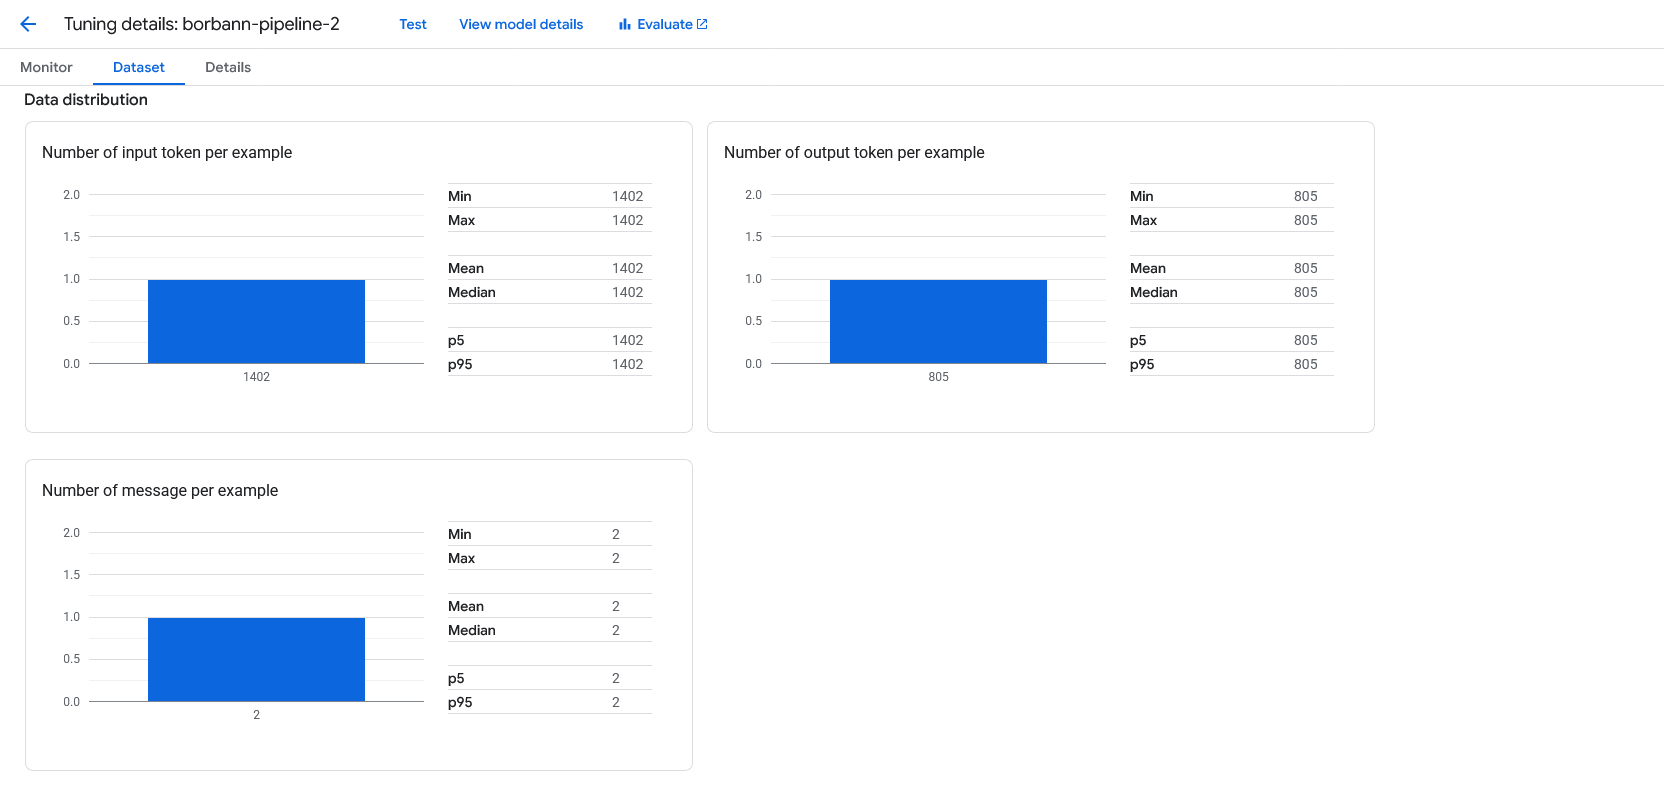 Tuning details: borbann-pipeline-2 Test View model details Evaluate
Monitor Dataset Details
Data distribution
Number of input token per example
2.0
1.5
1.0
0.5
0.0
1402
Min 1402
Max 1402
Mean 1402
Median 1402
p5 1402
p95 1402
Number of output token per example
2.0
1.5
1.0
0.5
0.0
805
Min 805
Max 805
Mean 805
Median 805
p5 805
p95 805
Number of message per example
2.0
1.5
1.0
0.5
0.0
2
Min 2
Max 2
Mean 2
Median 2
p5 2
p95 2